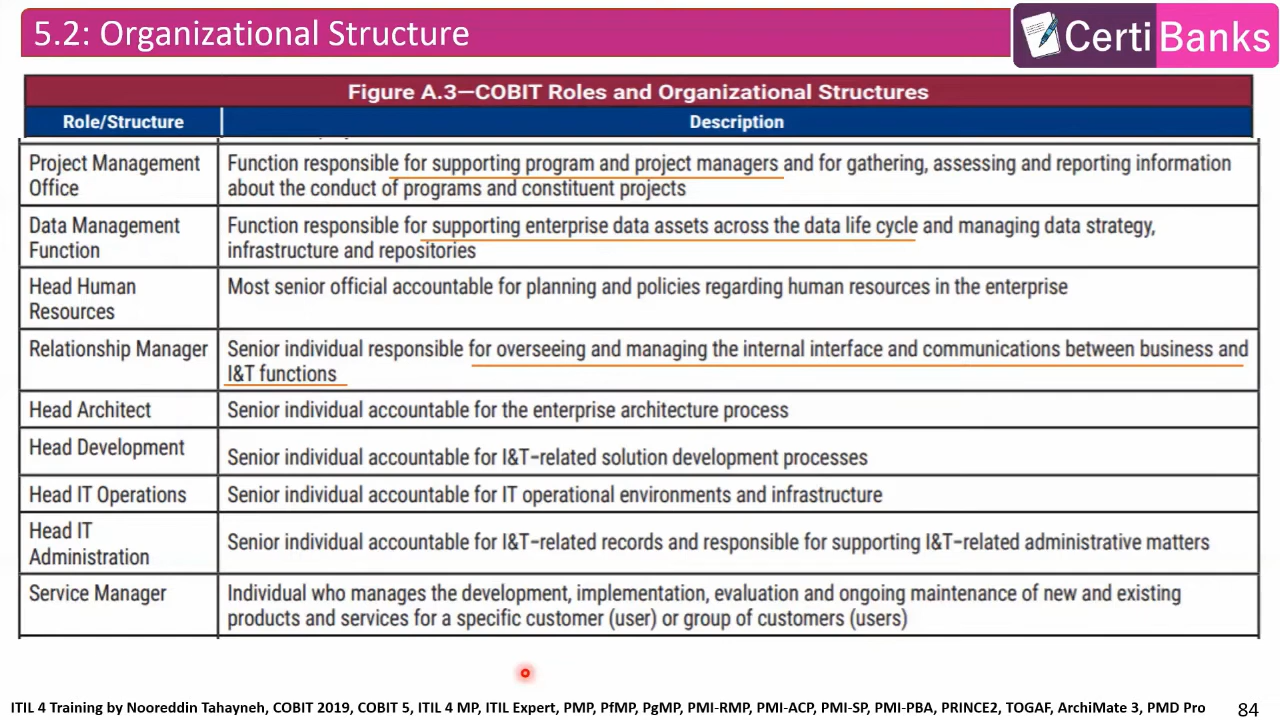 5.2: Organizational Structure
CertiBanks
Figure A.3—COBIT Roles and Organizational Structures
Role/Structure Description
Project Management Office
Function responsible for supporting program and project managers and for gathering, assessing and reporting information
about the conduct of programs and constituent projects
Data Management Function
Function responsible for supporting enterprise data assets across the data life cycle and managing data strategy,
infrastructure and repositories
Head Human Resources
Most senior official accountable for planning and policies regarding human resources in the enterprise
Relationship Manager
Senior individual responsible for overseeing and managing the internal interface and communications between business and
I&T functions
Head Architect
Senior individual accountable for the enterprise architecture process
Head Development
Senior individual accountable for I&T–related solution development processes
Head IT Operations
Senior individual accountable for IT operational environments and infrastructure
Head IT Administration
Senior individual accountable for I&T–related records and responsible for supporting I&T–related administrative matters
Service Manager
Individual who manages the development, implementation, evaluation and ongoing maintenance of new and existing
products and services for a specific customer (user) or group of customers (users)
ITIL 4 Training by Nooreddin Tahayneh, COBIT 2019, COBIT 5, ITIL 4 MP, ITIL Expert, PMP, PfMP, PgMP, PMI-RMP, PMI-ACP, PMI-SP, PMI-PBA, PRINCE2, TOGAF, ArchiMate 3, PMD Pro
84